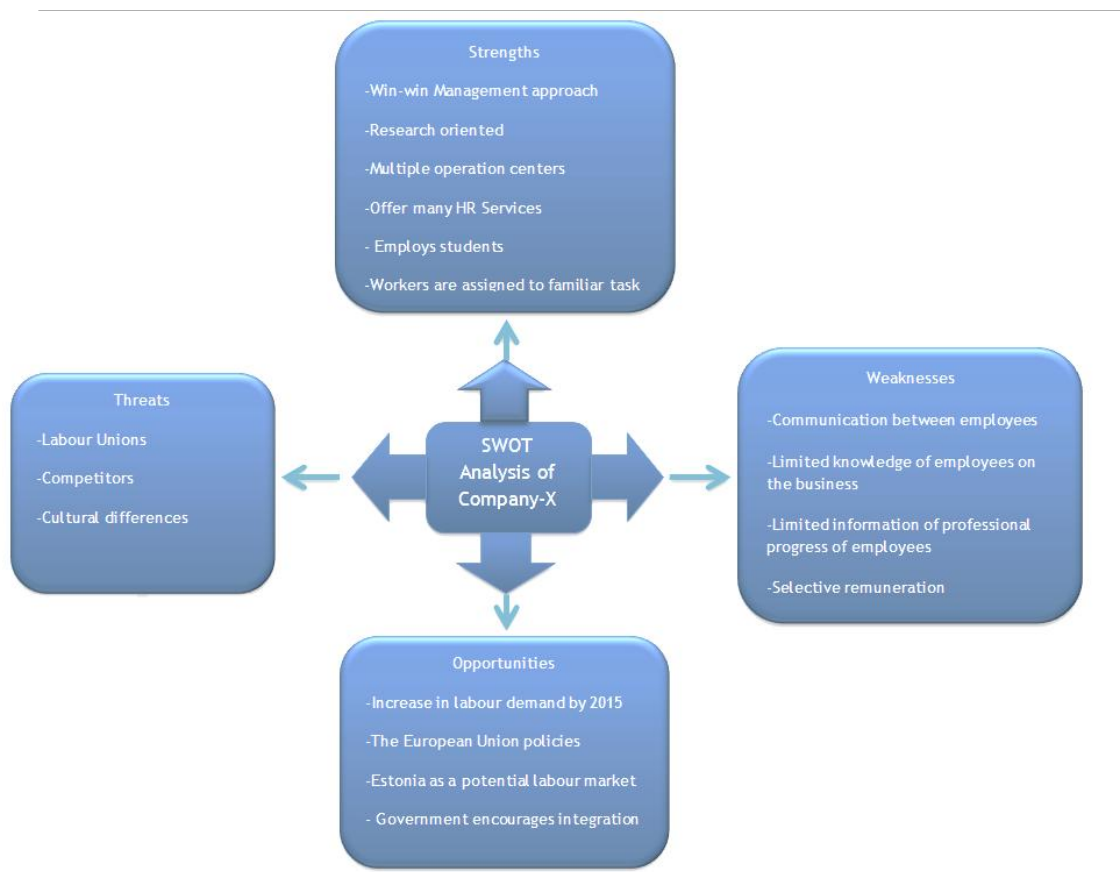 Strengths
-Win-win Management approach
-Research oriented
-Multiple operation centers
-Offer many HR Services
- Employs students
-Workers are assigned to familiar task
Threats
-Labour Unions
-Competitors
-Cultural differences
SWOT
Analysis of
Company-X
Weaknesses
-Communication between employees
-Limited knowledge of employees on
the business
-Limited information of professional
progress of employees
-Selective remuneration
Opportunities
-Increase in labour demand by 2015
-The European Union policies
-Estonia as a potential labour market
- Government encourages integration